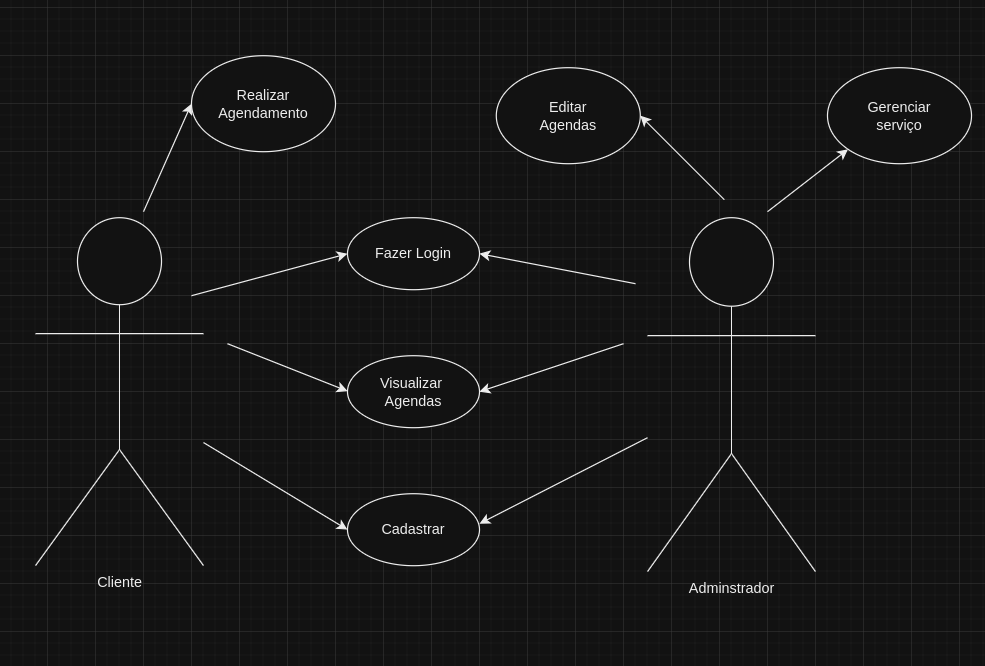 Realizar
Agendamento
Editar
Agendas
Gerenciar
serviço
Fazer Login
Visualizar
Agendas
Cadastrar
Cliente
Adminstrador